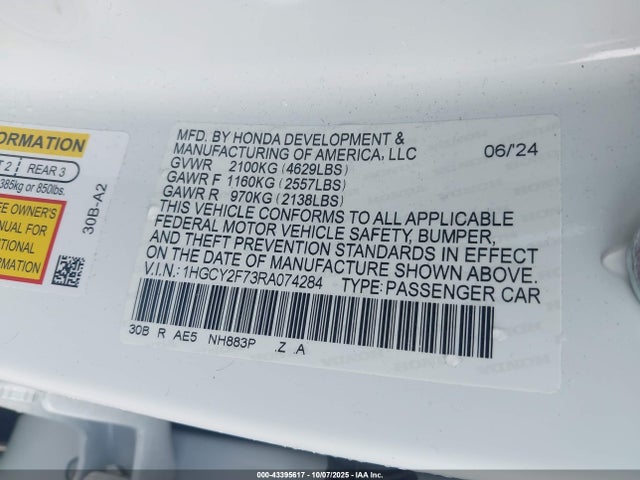 MFD. BY HONDA DEVELOPMENT &
MANUFACTURING OF AMERICA, LLC 06/'24
GVWR 2100KG (4629LBS)
GAWR F 1160KG (2557LBS)
GAWR R 970KG (2138LBS)
THIS VEHICLE CONFORMS TO ALL APPLICABLE
FEDERAL MOTOR VEHICLE SAFETY, BUMPER,
AND THEFT PREVENTION STANDARDS IN EFFECT
ON THE DATE OF MANUFACTURE SHOWN ABOVE.
V.I.N.: 1HGCY2F73RA074284 TYPE: PASSENGER CAR
30B R AE5 NH883P .Z .A
ORMATION
2 REAR 3
385kg or 850lbs.
OWNER'S
FOR
30B-A2
000-43395617 - 10/07/2025 - IAA Inc.